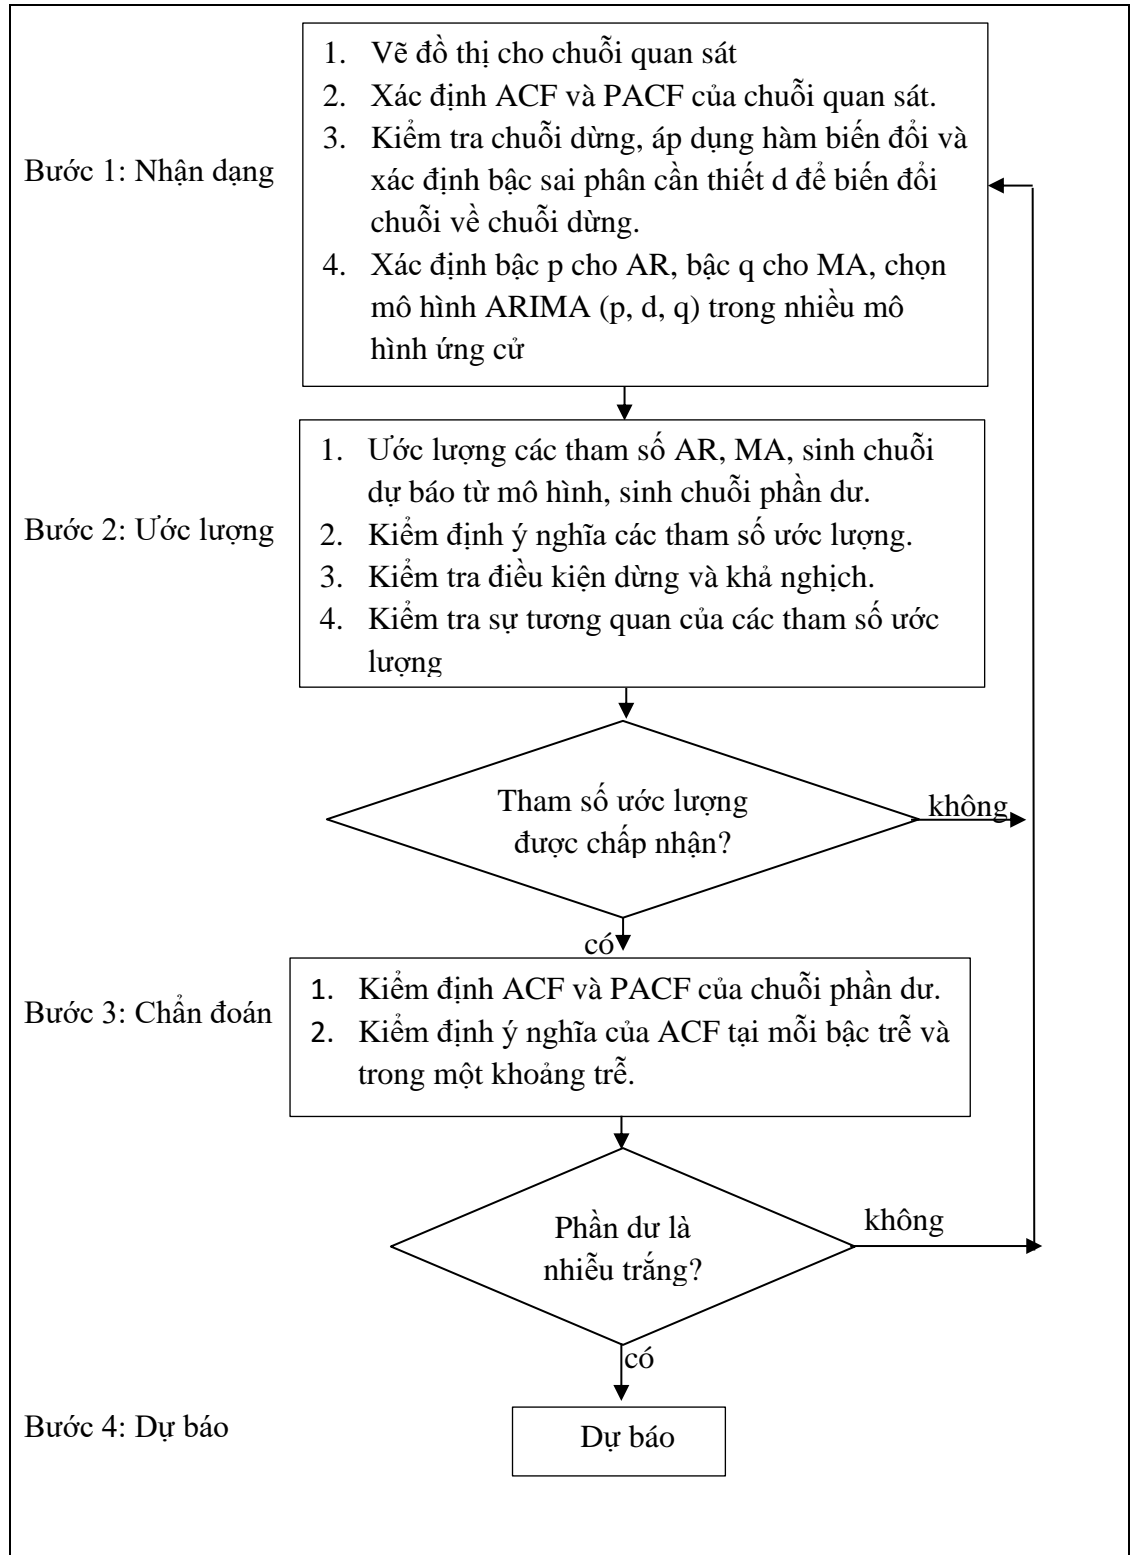 1. Vẽ đồ thị cho chuỗi quan sát
2. Xác định ACF và PACF của chuỗi quan sát.
3. Kiểm tra chuỗi dừng, áp dụng hàm biến đổi và
xác định bậc sai phân cần thiết d để biến đổi
chuỗi về chuỗi dừng.
4. Xác định bậc p cho AR, bậc q cho MA, chọn
mô hình ARIMA (p, d, q) trong nhiều mô
hình ứng cử
Bước 1: Nhận dạng
1. Ước lượng các tham số AR, MA, sinh chuỗi
dự báo từ mô hình, sinh chuỗi phần dư.
2. Kiểm định ý nghĩa các tham số ước lượng.
3. Kiểm tra điều kiện dừng và khả nghịch.
4. Kiểm tra sự tương quan của các tham số ước
lượng
Bước 2: Ước lượng
Tham số ước lượng
được chấp nhận?
không
có
Bước 3: Chẩn đoán
1. Kiểm định ACF và PACF của chuỗi phần dư.
2. Kiểm định ý nghĩa của ACF tại mỗi bậc trễ và
trong một khoảng trễ.
Phần dư là
nhiễu trắng?
không
có
Bước 4: Dự báo
Dự báo